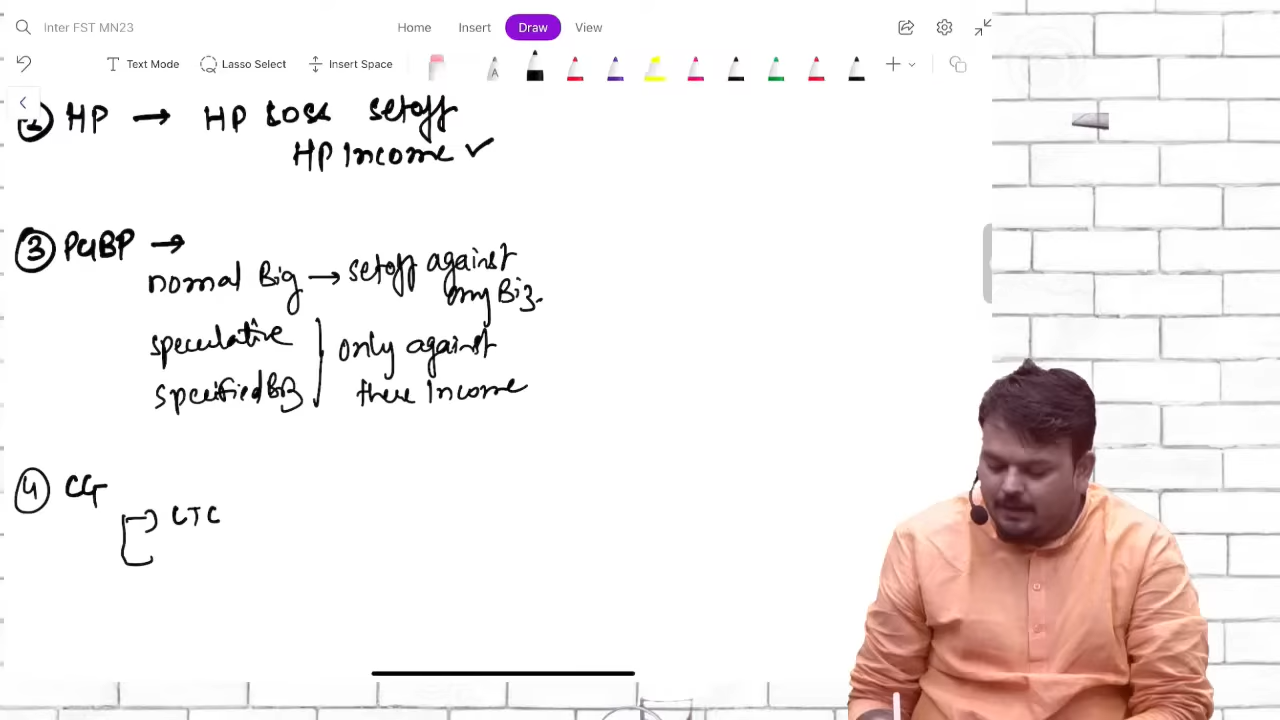 Inter FST MN23
Home Insert Draw View
Text Mode Lasso Select Insert Space
② HP → HP Loss setoff
HP Income ✓
③ PGBP →
normal Biz → setoff against
any Biz.
speculative
specified Biz
only against
there Income
④ CG
LTC